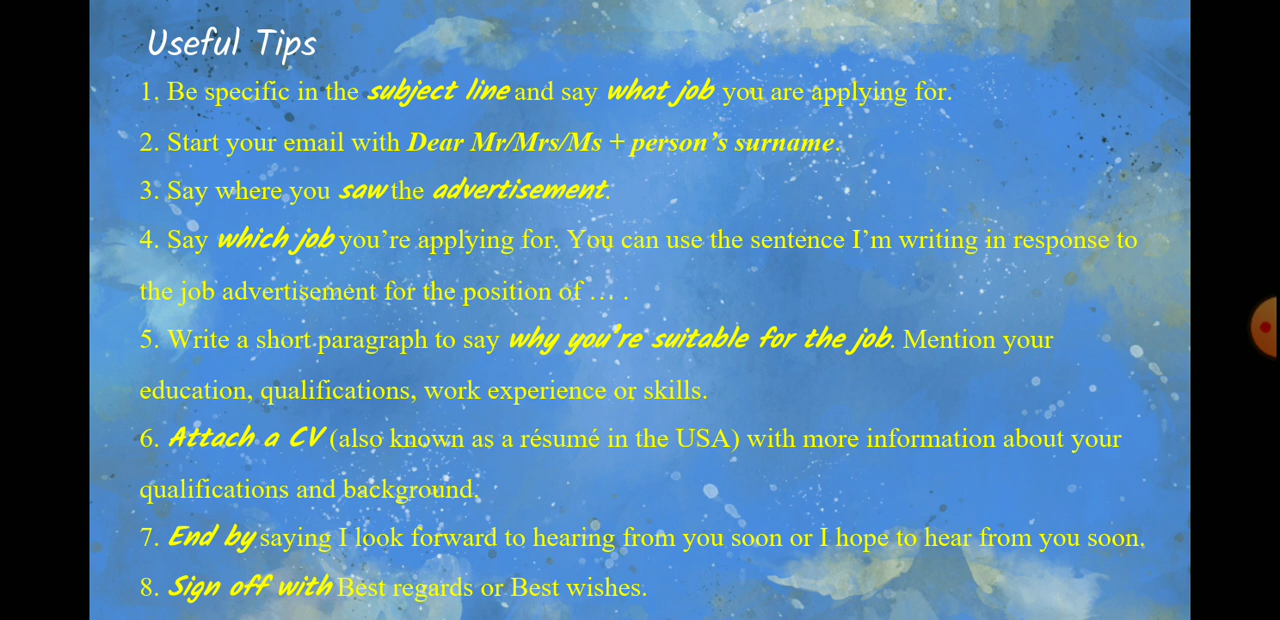 Useful Tips
1. Be specific in the subject line and say what job you are applying for.
2. Start your email with Dear Mr/Mrs/Ms + person's surname.
3. Say where you saw the advertisement.
4. Say which job you're applying for. You can use the sentence I'm writing in response to
the job advertisement for the position of … .
5. Write a short paragraph to say why you're suitable for the job. Mention your
education, qualifications, work experience or skills.
6. Attach a CV (also known as a résumé in the USA) with more information about your
qualifications and background.
7. End by saying I look forward to hearing from you soon or I hope to hear from you soon.
8. Sign off with Best regards or Best wishes.